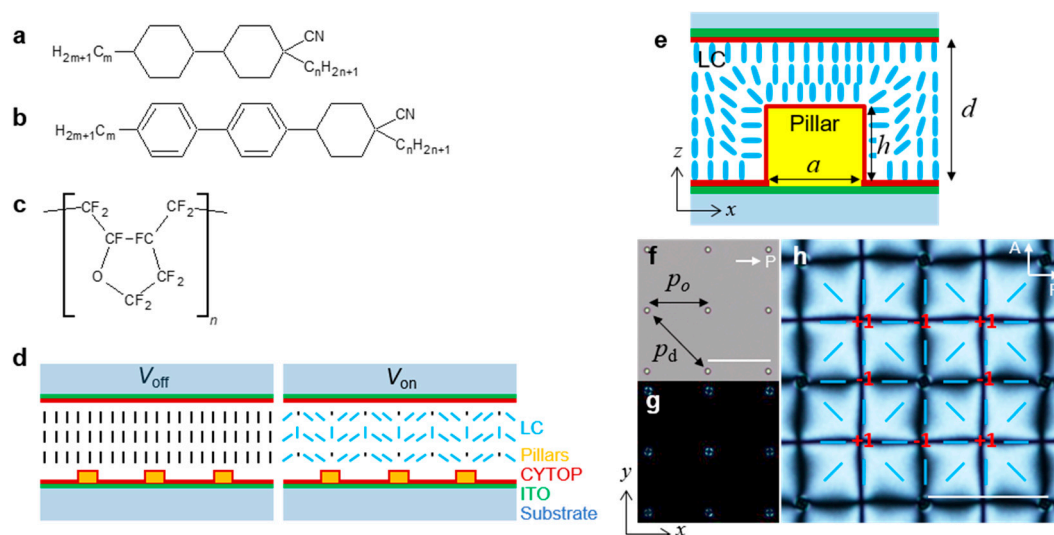 a
H2m+1Cm
CN
CnH2n+1
b
H2m+1Cm
CN
CnH2n+1
c
CF2
CF2
CF
FC
O
CF2
CF2
CF2
n
d
Voff
Von
LC
Pillars
CYTOP
ITO
Substrate
e
LC
Pillar
a
h
d
z
x
f
P
po
pd
g
y
x
h
A
P
+1
-1
+1
-1
-1
+1
-1
+1